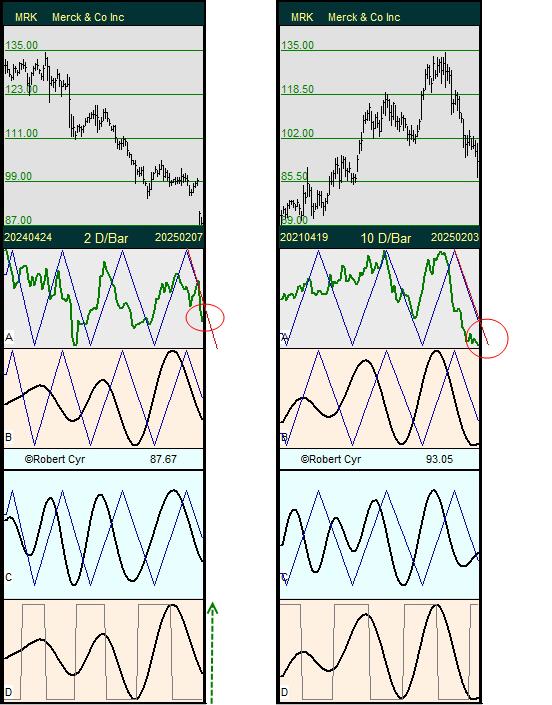 MRK Merck & Co Inc
135.00
123.00
111.00
99.00
87.00
20240424 2 D/Bar 20250207
A
B
©Robert Cyr 87.67
C
D
MRK Merck & Co Inc
135.00
118.50
102.00
85.50
69.00
20210419 10 D/Bar 20250203
A
B
©Robert Cyr 93.05
C
D